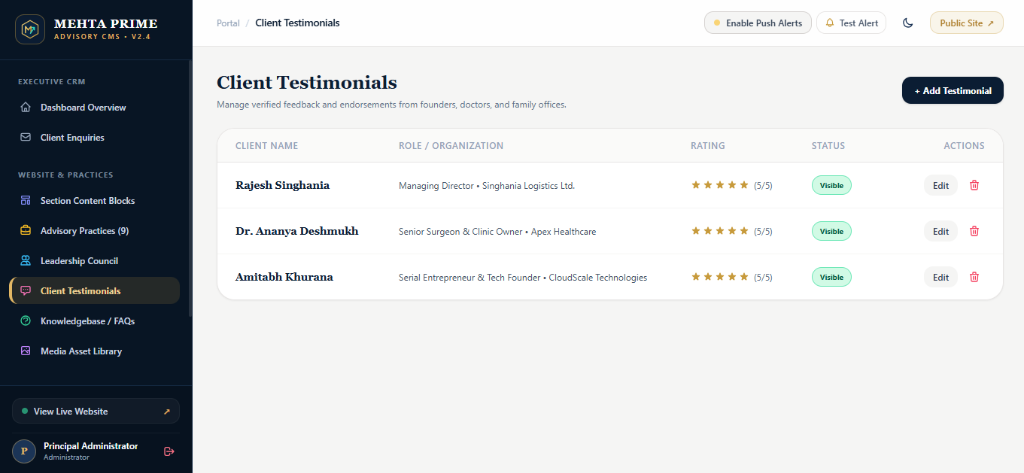 MEHTA PRIME
ADVISORY CMS • V2.4
EXECUTIVE CRM
Dashboard Overview
Client Enquiries
WEBSITE & PRACTICES
Section Content Blocks
Advisory Practices (9)
Leadership Council
Client Testimonials
Knowledgebase / FAQs
Media Asset Library
View Live Website ↗
P
Principal Administrator
Administrator
Portal / Client Testimonials
Enable Push Alerts
Test Alert
Public Site ↗
Client Testimonials
Manage verified feedback and endorsements from founders, doctors, and family offices.
+ Add Testimonial
CLIENT NAME ROLE / ORGANIZATION RATING STATUS ACTIONS
Rajesh Singhania Managing Director • Singhania Logistics Ltd. ★★★★★ (5/5) Visible Edit
Dr. Ananya Deshmukh Senior Surgeon & Clinic Owner • Apex Healthcare ★★★★★ (5/5) Visible Edit
Amitabh Khurana Serial Entrepreneur & Tech Founder • CloudScale Technologies ★★★★★ (5/5) Visible Edit